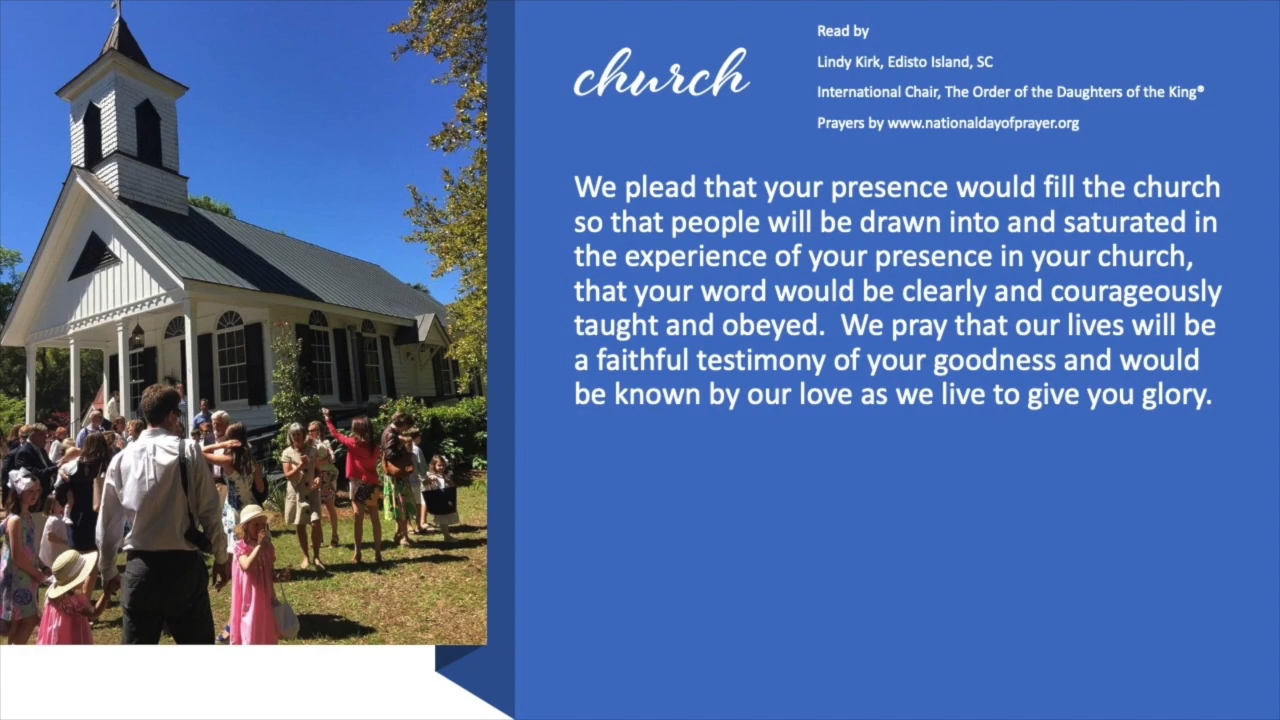 church
Read by
Lindy Kirk, Edisto Island, SC
International Chair, The Order of the Daughters of the King®
Prayers by www.nationaldayofprayer.org
We plead that your presence would fill the church
so that people will be drawn into and saturated in
the experience of your presence in your church,
that your word would be clearly and courageously
taught and obeyed.  We pray that our lives will be
a faithful testimony of your goodness and would
be known by our love as we live to give you glory.